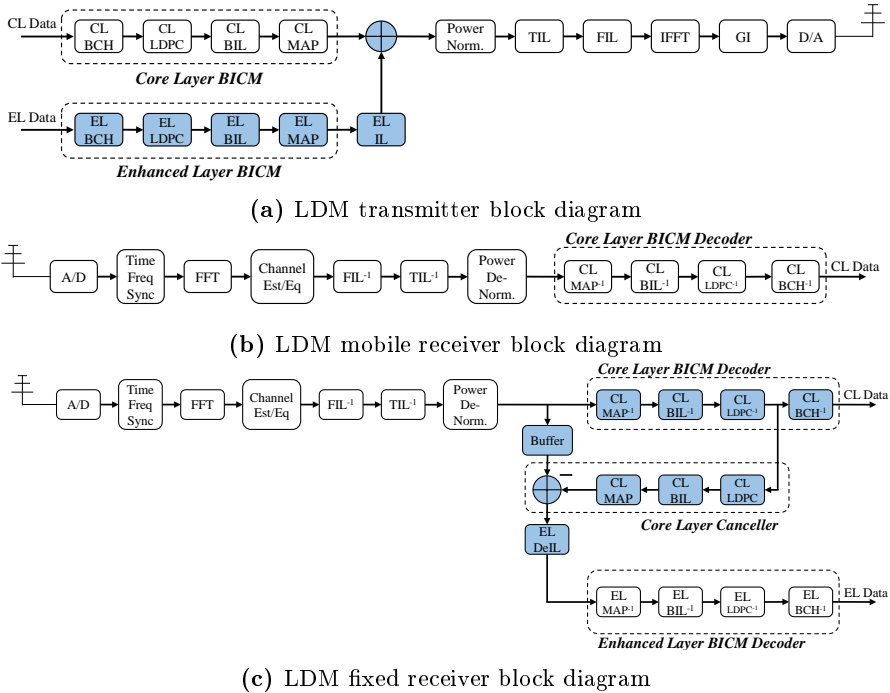 CL Data
CL BCH
CL LDPC
CL BIL
CL MAP
Core Layer BICM
Power Norm.
TIL
FIL
IFFT
GI
D/A
EL Data
EL BCH
EL LDPC
EL BIL
EL MAP
EL IL
Enhanced Layer BICM
(a) LDM transmitter block diagram
Core Layer BICM Decoder
A/D
Time Freq Sync
FFT
Channel Est/Eq
FIL-1
TIL-1
Power De-Norm.
CL MAP-1
CL BIL-1
CL LDPC-1
CL BCH-1
CL Data
(b) LDM mobile receiver block diagram
Core Layer BICM Decoder
A/D
Time Freq Sync
FFT
Channel Est/Eq
FIL-1
TIL-1
Power De-Norm.
CL MAP-1
CL BIL-1
CL LDPC-1
CL BCH-1
CL Data
Buffer
−
CL MAP
CL BIL
CL LDPC
Core Layer Canceller
EL DeIL
EL MAP-1
EL BIL-1
EL LDPC-1
EL BCH-1
EL Data
Enhanced Layer BICM Decoder
(c) LDM fixed receiver block diagram